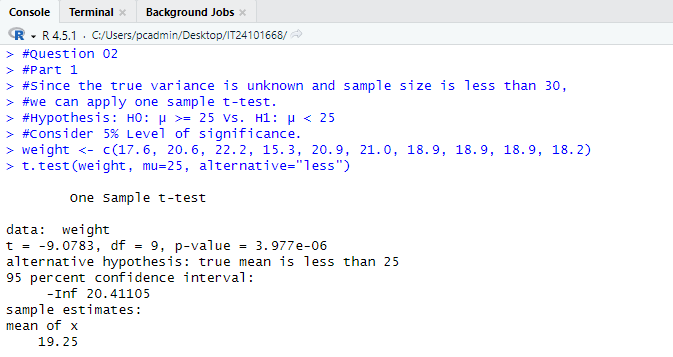 Console Terminal × Background Jobs ×
R 4.5.1 · C:/Users/pcadmin/Desktop/IT24101668/
> #Question 02
> #Part 1
> #Since the true variance is unknown and sample size is less than 30,
> #we can apply one sample t-test.
> #Hypothesis: H0: µ >= 25 Vs. H1: µ < 25
> #Consider 5% Level of significance.
> weight <- c(17.6, 20.6, 22.2, 15.3, 20.9, 21.0, 18.9, 18.9, 18.9, 18.2)
> t.test(weight, mu=25, alternative="less")
One Sample t-test
data: weight
t = -9.0783, df = 9, p-value = 3.977e-06
alternative hypothesis: true mean is less than 25
95 percent confidence interval:
-Inf 20.41105
sample estimates:
mean of x
19.25